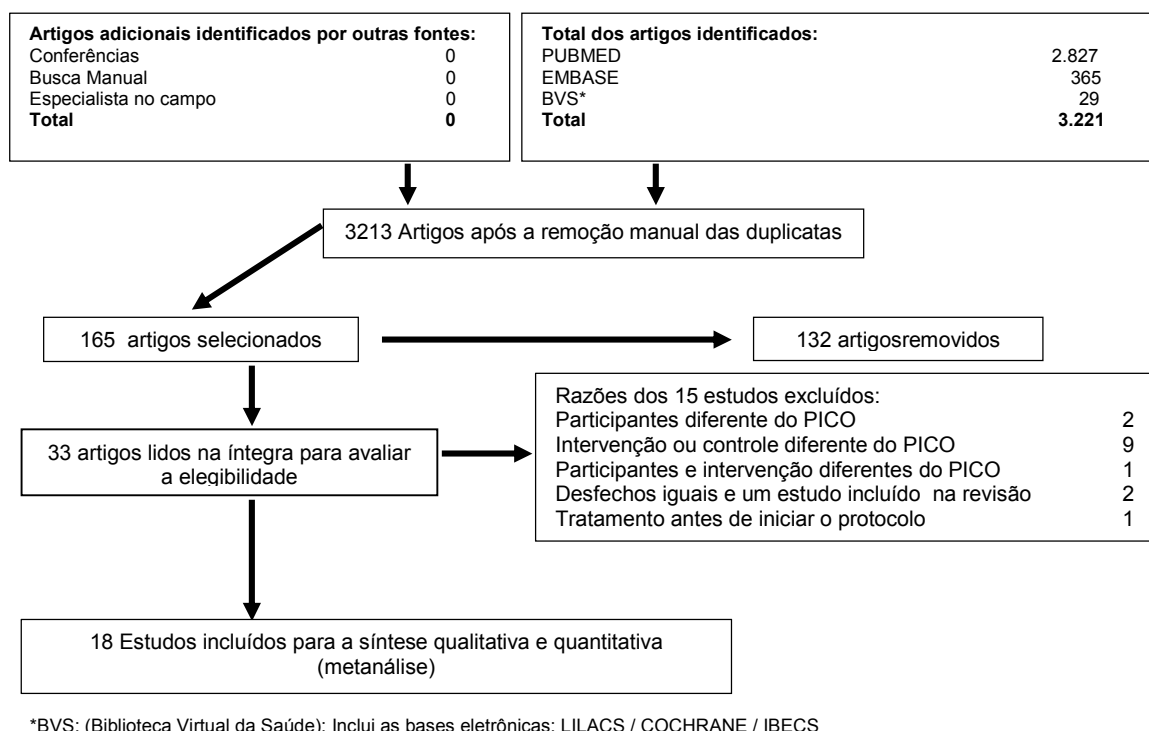 Artigos adicionais identificados por outras fontes:
Conferências 0
Busca Manual 0
Especialista no campo 0
Total 0
Total dos artigos identificados:
PUBMED 2.827
EMBASE 365
BVS* 29
Total 3.221
3213 Artigos após a remoção manual das duplicatas
165 artigos selecionados
132 artigosremovidos
33 artigos lidos na íntegra para avaliar
a elegibilidade
Razões dos 15 estudos excluídos:
Participantes diferente do PICO 2
Intervenção ou controle diferente do PICO 9
Participantes e intervenção diferentes do PICO 1
Desfechos iguais e um estudo incluído na revisão 2
Tratamento antes de iniciar o protocolo 1
18 Estudos incluídos para a síntese qualitativa e quantitativa
(metanálise)
*BVS: (Biblioteca Virtual da Saúde): Inclui as bases eletrônicas: LILACS / COCHRANE / IBECS